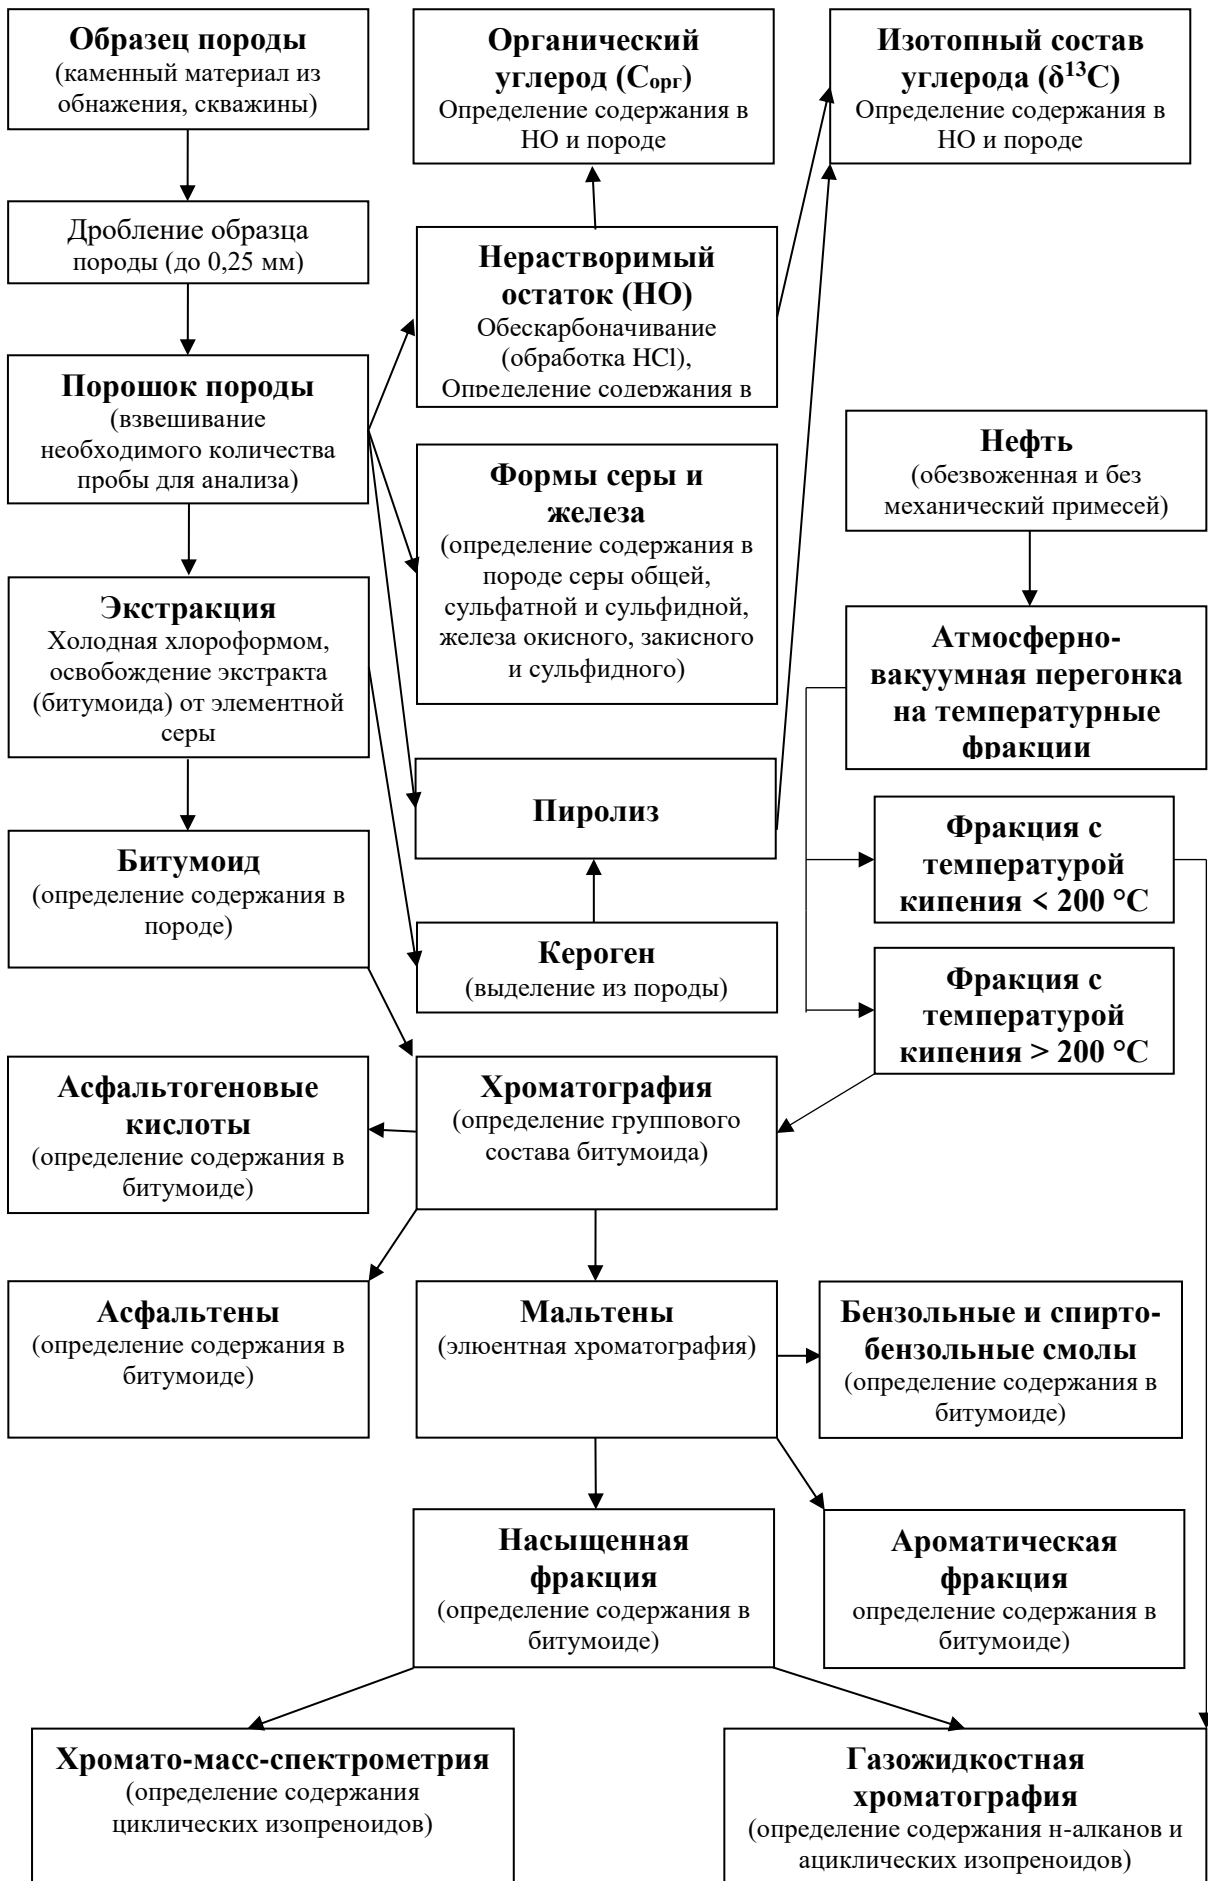 Образец породы
(каменный материал из
обнажения, скважины)
Органический
углерод (Cорг)
Определение содержания в
НО и породе
Изотопный состав
углерода (δ¹³C)
Определение содержания в
НО и породе
Дробление образца
породы (до 0,25 мм)
Нерастворимый
остаток (НО)
Обескарбоначивание
(обработка HCl),
Определение содержания в
Порошок породы
(взвешивание
необходимого количества
пробы для анализа)
Нефть
(обезвоженная и без
механический примесей)
Формы серы и
железа
(определение содержания в
породе серы общей,
сульфатной и сульфидной,
железа окисного, закисного
и сульфидного)
Экстракция
Холодная хлороформом,
освобождение экстракта
(битумоида) от элементной
серы
Атмосферно-
вакуумная перегонка
на температурные
фракции
Пиролиз
Фракция с
температурой
кипения < 200 °С
Битумоид
(определение содержания в
породе)
Кероген
(выделение из породы)
Фракция с
температурой
кипения > 200 °С
Асфальтогеновые
кислоты
(определение содержания в
битумоиде)
Хроматография
(определение группового
состава битумоида)
Асфальтены
(определение содержания в
битумоиде)
Мальтены
(элюентная хроматография)
Бензольные и спирто-
бензольные смолы
(определение содержания в
битумоиде)
Насыщенная
фракция
(определение содержания в
битумоиде)
Ароматическая
фракция
определение содержания в
битумоиде)
Хромато-масс-спектрометрия
(определение содержания
циклических изопреноидов)
Газожидкостная
хроматография
(определение содержания н-алканов и
ациклических изопреноидов)